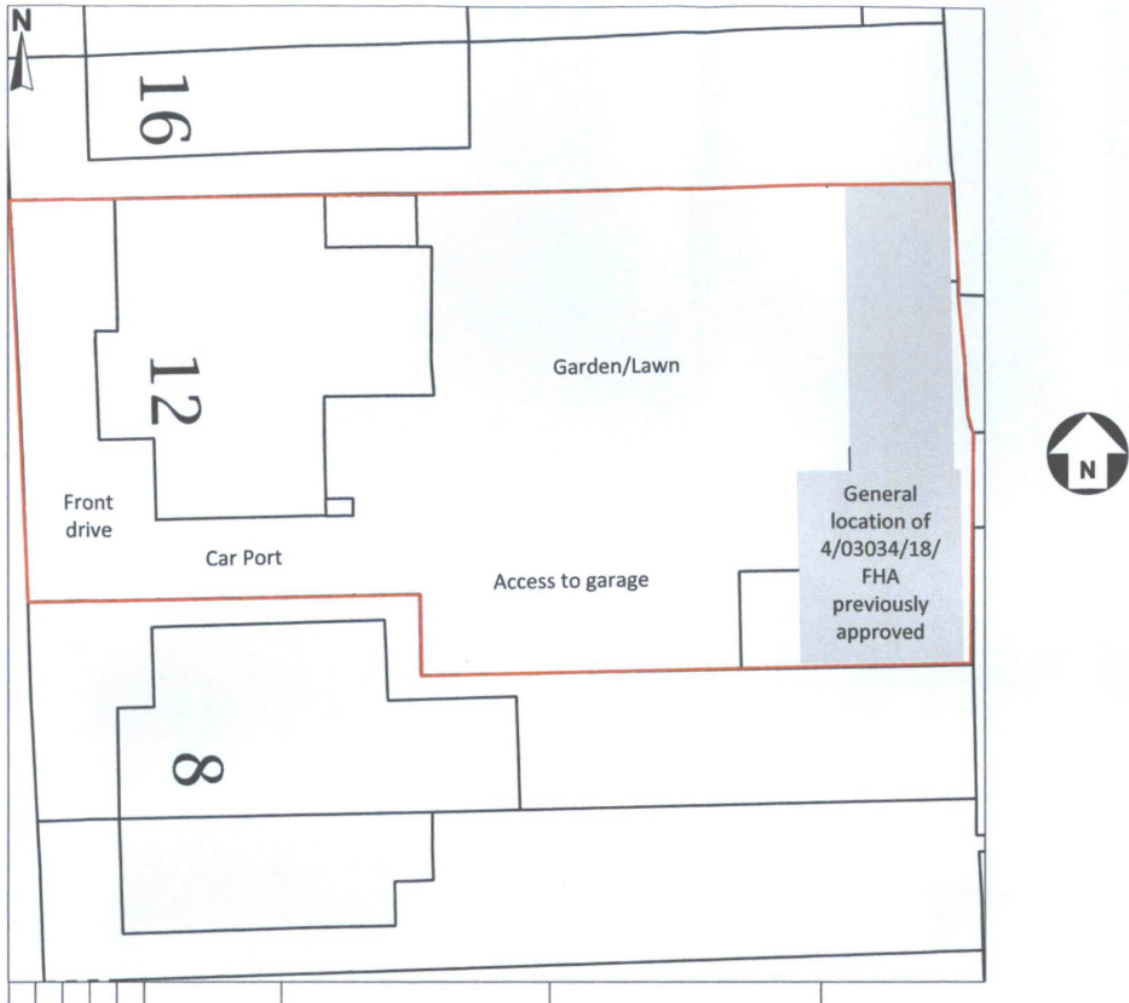 N
16
12
Garden/Lawn
N
Front
drive
Car Port
General
location of
4/03034/18/
FHA
previously
approved
Access to garage
8